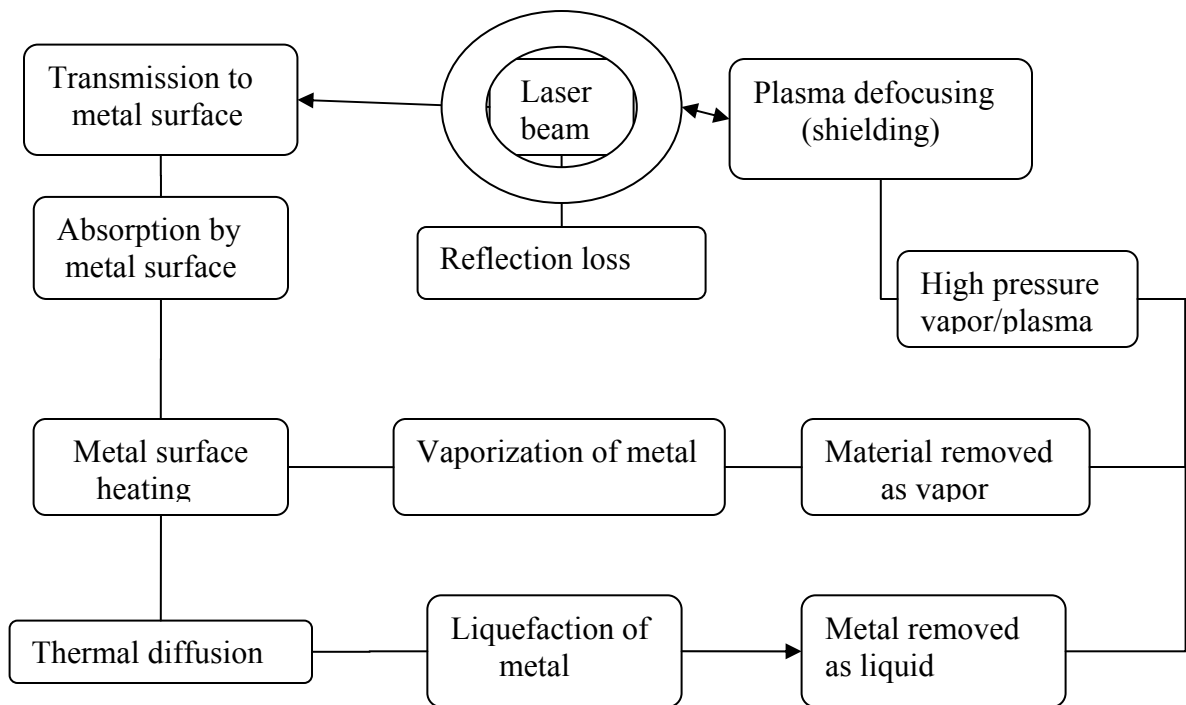 Transmission to
metal surface
Laser
beam
Plasma defocusing
(shielding)
Absorption by
metal surface
Reflection loss
High pressure
vapor/plasma
Metal surface
heating
Vaporization of metal
Material removed
as vapor
Thermal diffusion
Liquefaction of
metal
Metal removed
as liquid